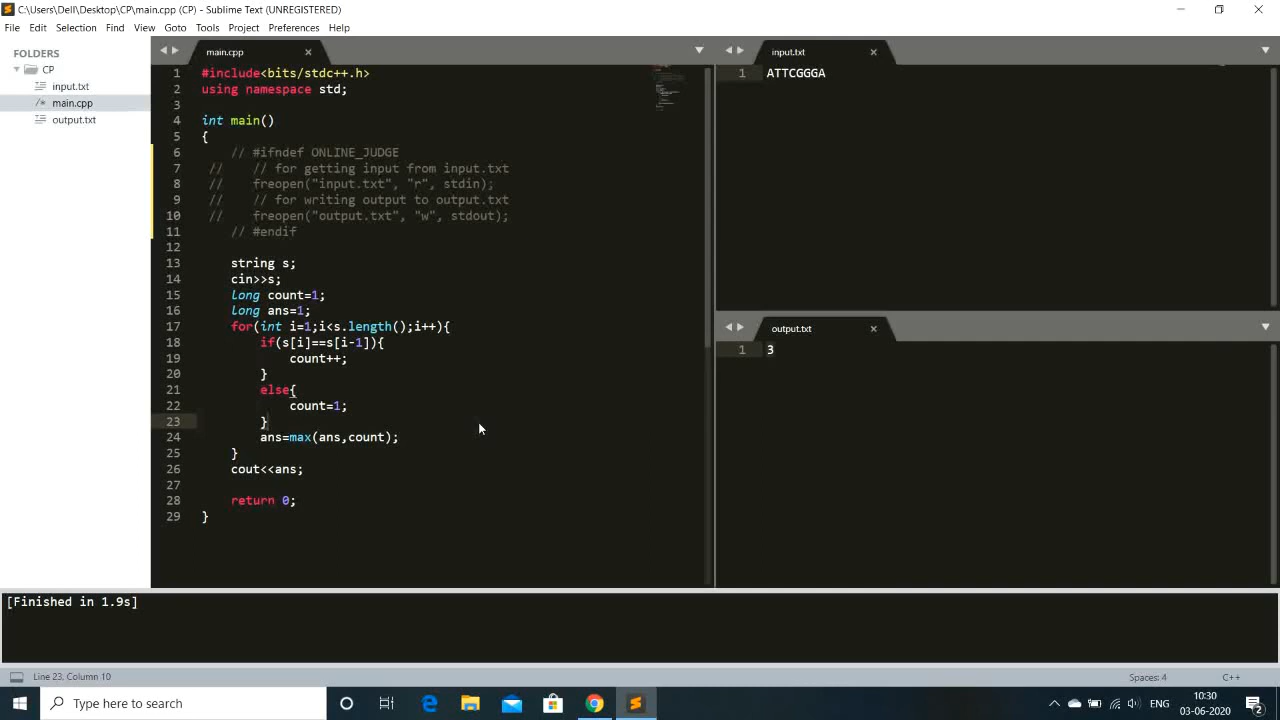 C:\Users\Dell\Desktop\CP\main.cpp (CP) - Sublime Text (UNREGISTERED)
File Edit Selection Find View Goto Tools Project Preferences Help
FOLDERS
CP
input.txt
main.cpp
output.txt
main.cpp
1 #include<bits/stdc++.h>
2 using namespace std;
3
4 int main()
5 {
6 // #ifndef ONLINE_JUDGE
7 // // for getting input from input.txt
8 // freopen("input.txt", "r", stdin);
9 // // for writing output to output.txt
10 // freopen("output.txt", "w", stdout);
11 // #endif
12
13 string s;
14 cin>>s;
15 long count=1;
16 long ans=1;
17 for(int i=1;i<s.length();i++){
18 if(s[i]==s[i-1]){
19 count++;
20 }
21 else{
22 count=1;
23 }
24 ans=max(ans,count);
25 }
26 cout<<ans;
27
28 return 0;
29 }
input.txt
1 ATTCGGGA
output.txt
1 3
[Finished in 1.9s]
Line 23, Column 10
Spaces: 4
C++
Type here to search
ENG
10:30
03-06-2020
2